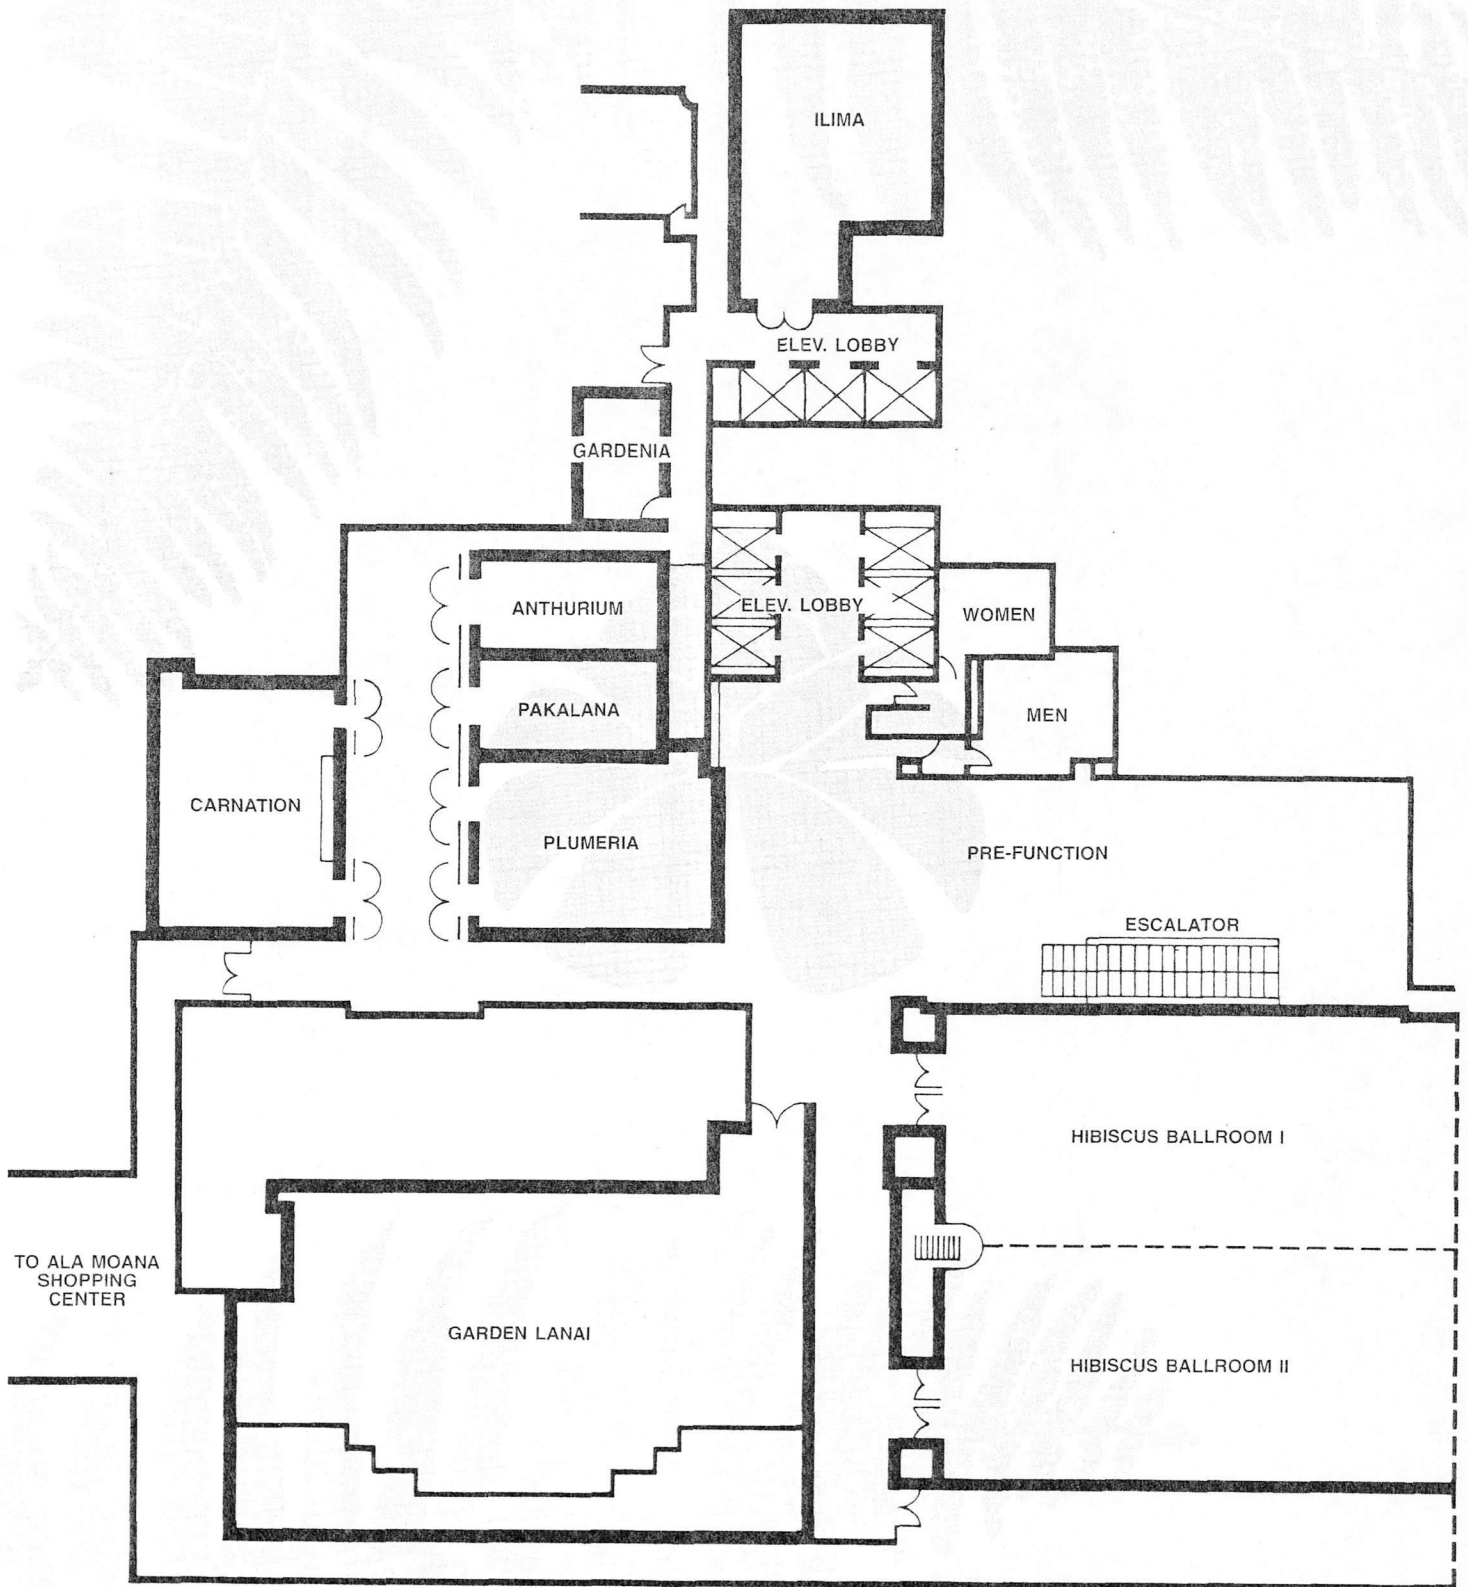 ILIMA
ELEV. LOBBY
GARDENIA
ANTHURIUM
ELEV. LOBBY
WOMEN
PAKALANA
MEN
CARNATION
PLUMERIA
PRE-FUNCTION
ESCALATOR
HIBISCUS BALLROOM I
TO ALA MOANA
SHOPPING
CENTER
GARDEN LANAI
HIBISCUS BALLROOM II